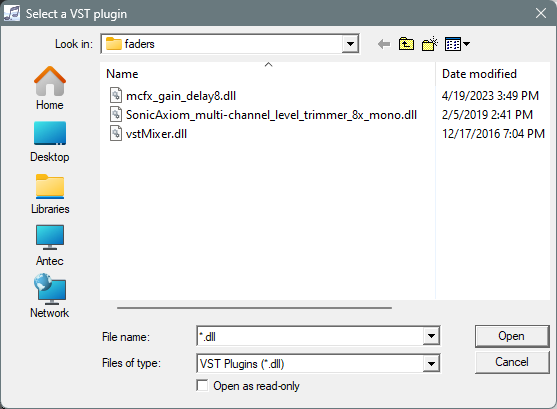 Select a VST plugin
Look in: faders
Name Date modified
mcfx_gain_delay8.dll 4/19/2023 3:49 PM
SonicAxiom_multi-channel_level_trimmer_8x_mono.dll 2/5/2019 2:41 PM
vstMixer.dll 12/17/2016 7:04 PM
Home
Desktop
Libraries
Antec
Network
File name: *.dll Open
Files of type: VST Plugins (*.dll) Cancel
Open as read-only